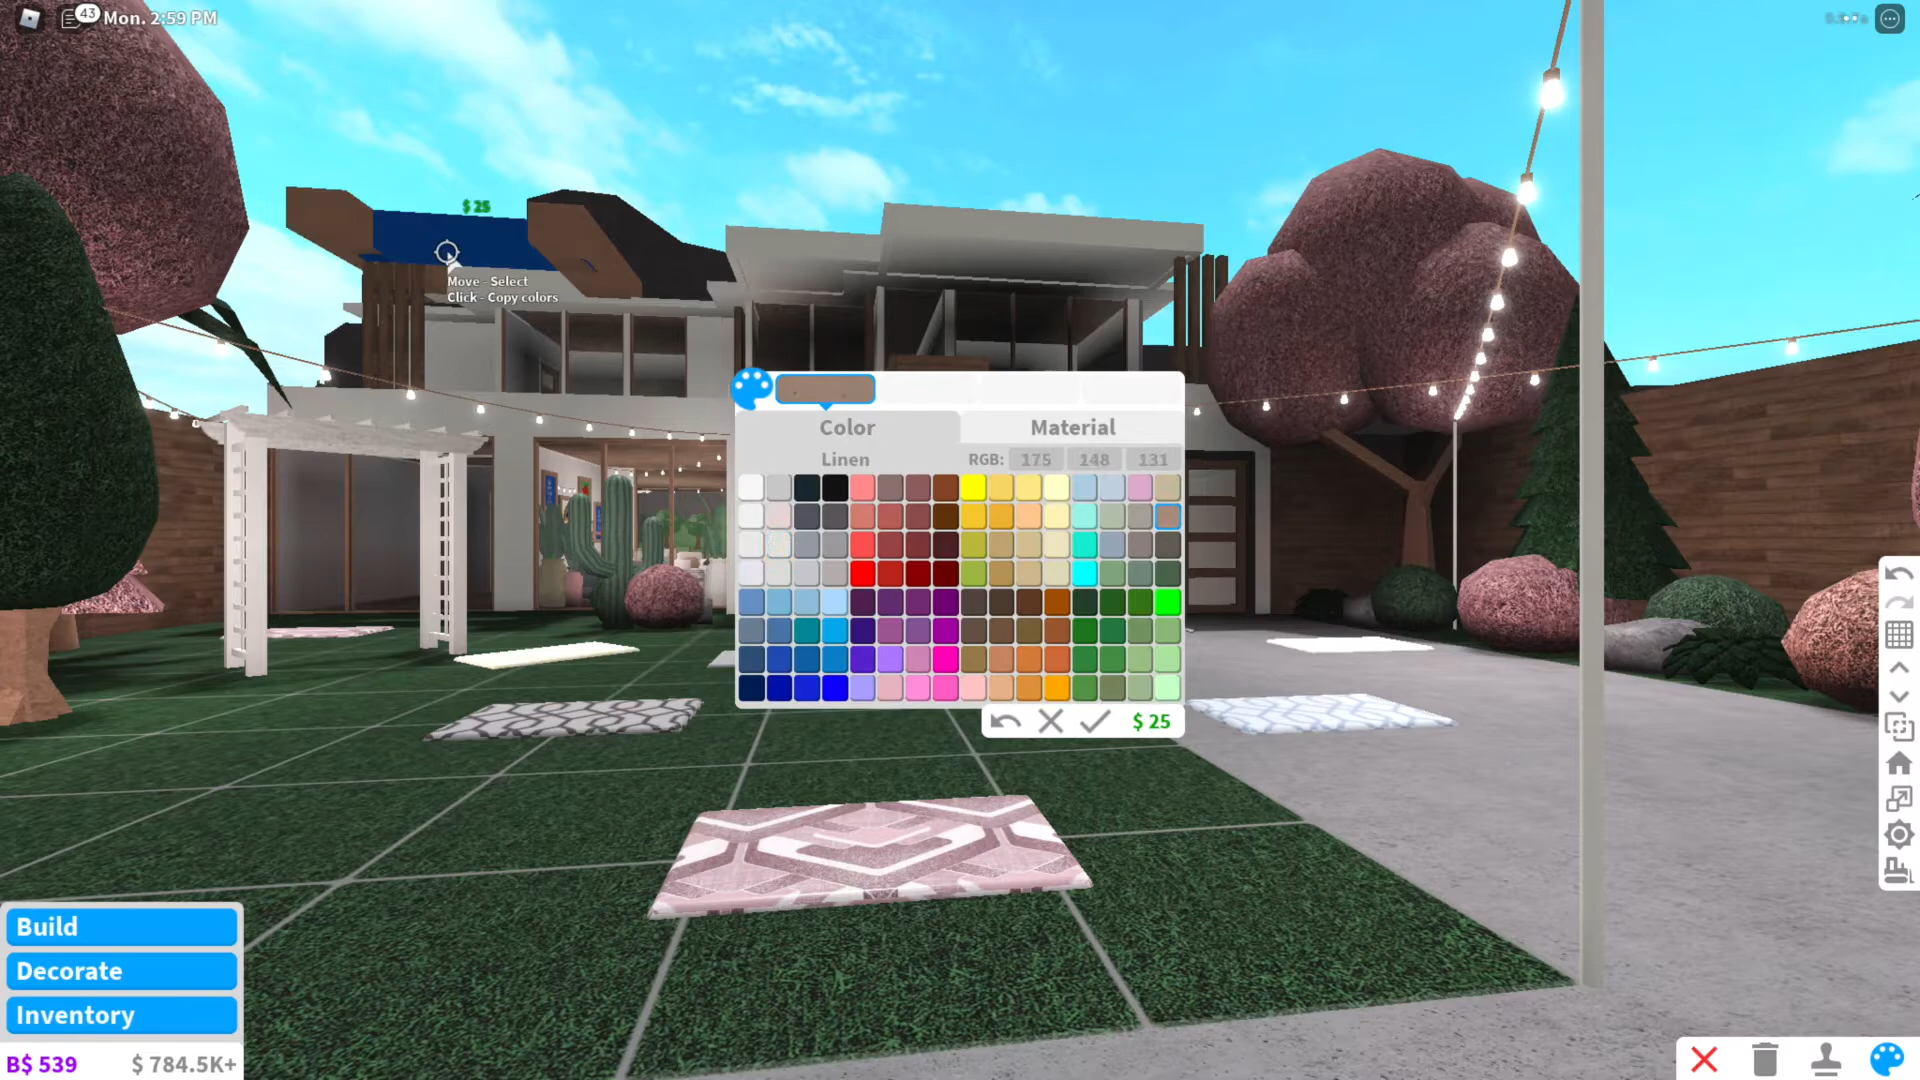 43
Mon. 2:59 PM
$ 25
Move - Select
Click - Copy colors
Color
Material
Linen
RGB: 175 148 131
$ 25
Build
Decorate
Inventory
B$ 539
$ 784.5K+